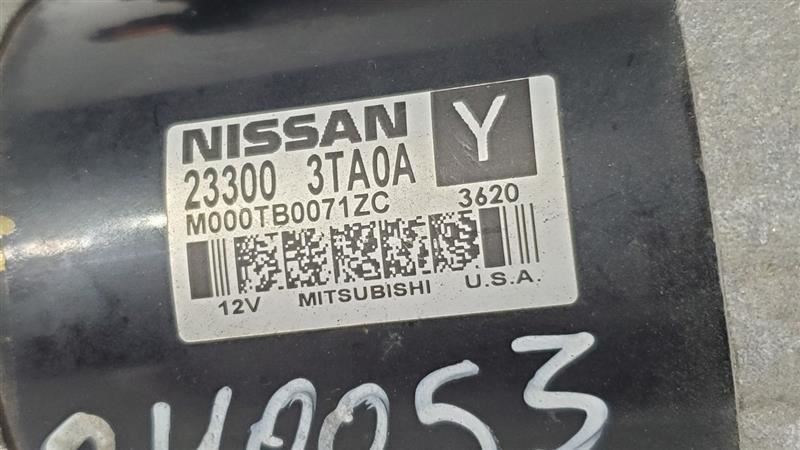 NISSAN Y
23300 3TA0A
M000TB0071ZC 3620
12V MITSUBISHI U.S.A.